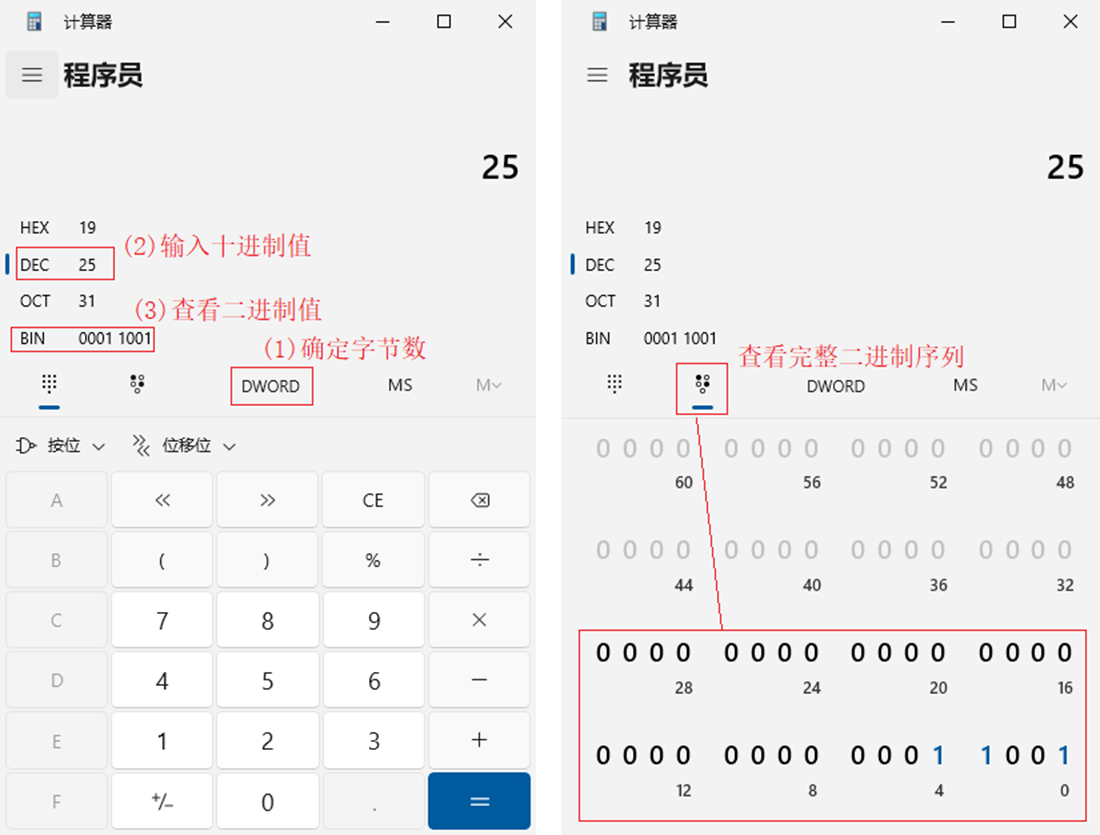 计算器
程序员
25
HEX 19
DEC 25
(2)输入十进制值
OCT 31
(3)查看二进制值
BIN 0001 1001
(1)确定字节数
DWORD MS M
按位 位移位
A << >> CE
B ( ) % ÷
C 7 8 9 ×
D 4 5 6 −
E 1 2 3 +
F +/− 0 . =
计算器
程序员
25
HEX 19
DEC 25
OCT 31
BIN 0001 1001
查看完整二进制序列
DWORD MS M
0 0 0 0 0 0 0 0 0 0 0 0 0 0 0 0
60 56 52 48
0 0 0 0 0 0 0 0 0 0 0 0 0 0 0 0
44 40 36 32
0 0 0 0 0 0 0 0 0 0 0 0 0 0 0 0
28 24 20 16
0 0 0 0 0 0 0 0 0 0 0 1 1 0 0 1
12 8 4 0